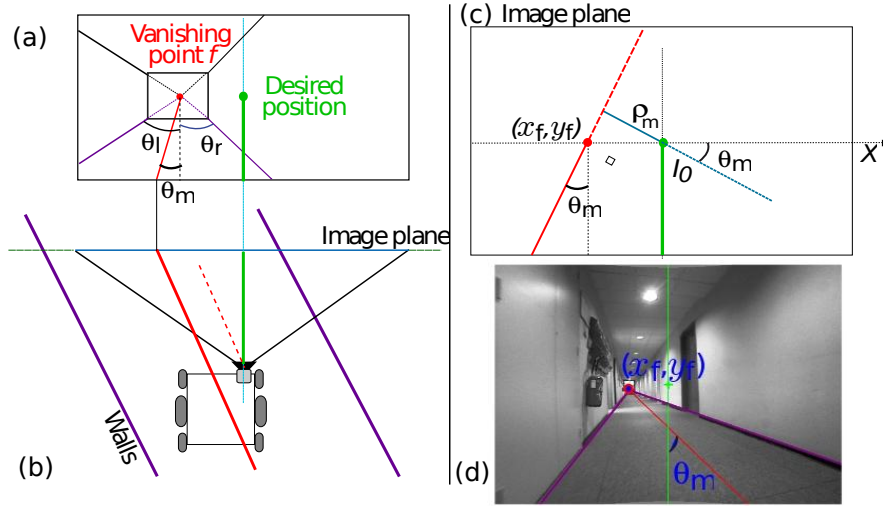 (a)
Vanishing
point f
Desired
position
θl
θr
θm
Image plane
Walls
(b)
(c)
Image plane
ρm
(xf,yf)
I0
θm
X'
θm
(xf,yf)
θm
(d)